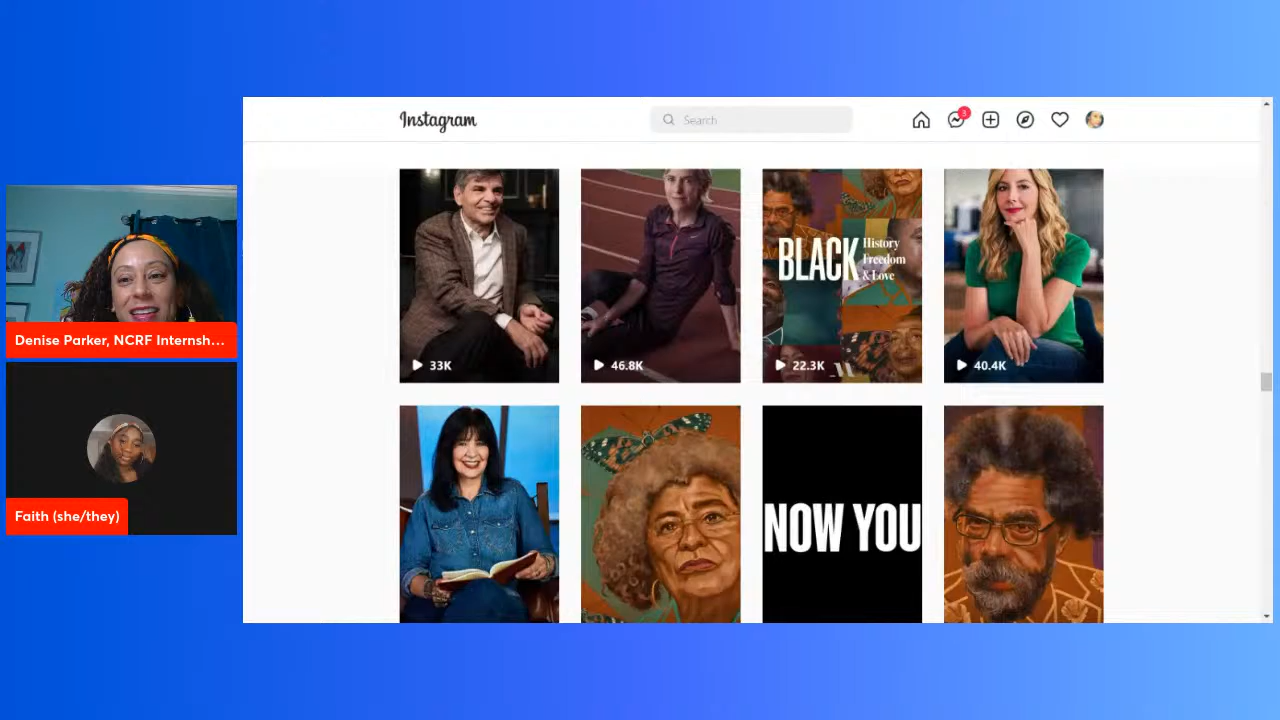 Instagram
Search
3
BLACK
History
Freedom
& Love
33K
46.8K
22.3K
40.4K
NOW YOU
Denise Parker, NCRF Internsh...
Faith (she/they)